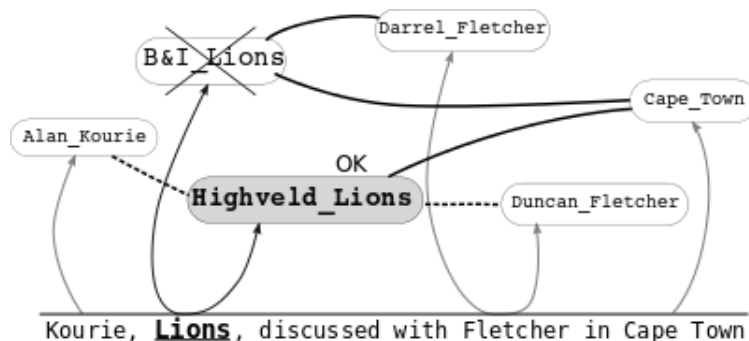 Darrel_Fletcher
B&I_Lions
Cape_Town
Alan_Kourie
OK
Highveld_Lions
Duncan_Fletcher
Kourie, Lions, discussed with Fletcher in Cape Town